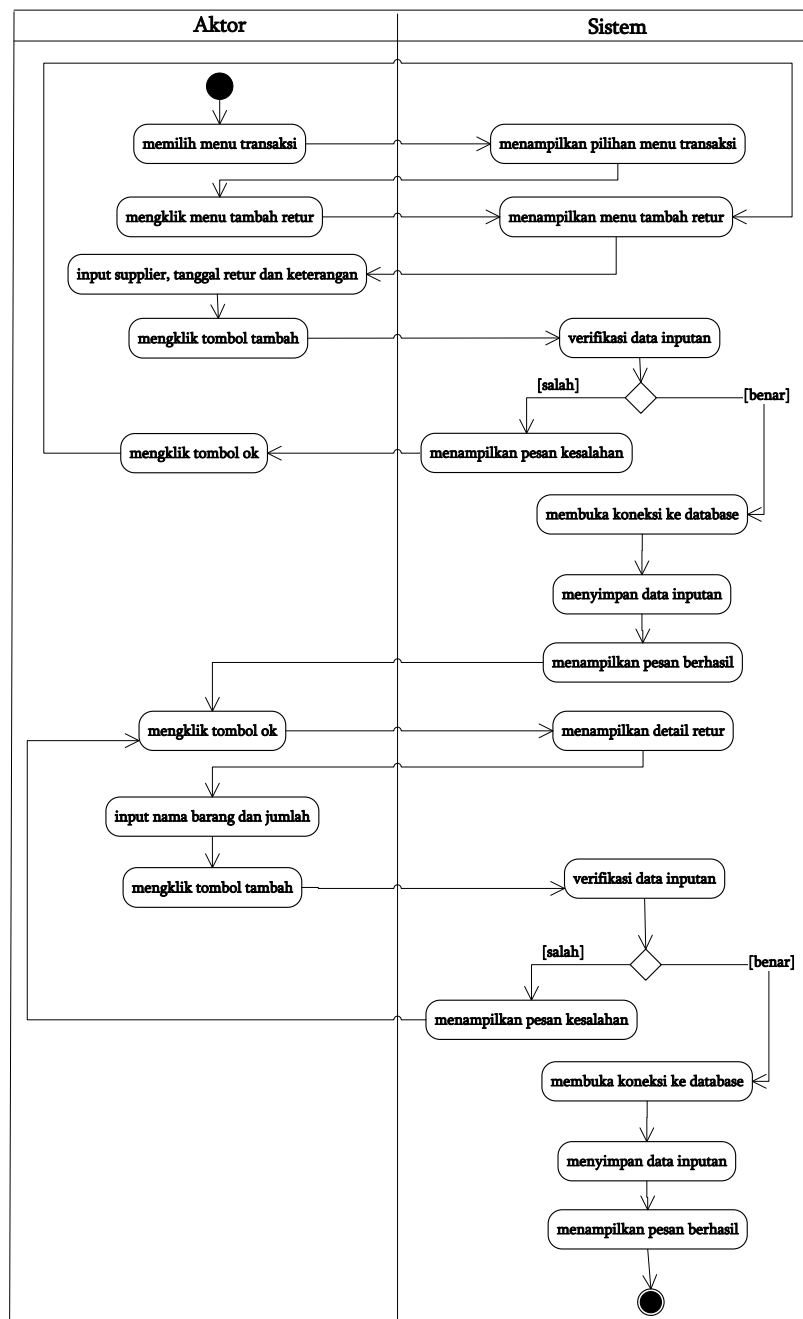 Aktor
Sistem
memilih menu transaksi
menampilkan pilihan menu transaksi
mengklik menu tambah retur
menampilkan menu tambah retur
input supplier, tanggal retur dan keterangan
mengklik tombol tambah
verifikasi data inputan
[salah]
[benar]
mengklik tombol ok
menampilkan pesan kesalahan
membuka koneksi ke database
menyimpan data inputan
menampilkan pesan berhasil
mengklik tombol ok
menampilkan detail retur
input nama barang dan jumlah
mengklik tombol tambah
verifikasi data inputan
[salah]
[benar]
menampilkan pesan kesalahan
membuka koneksi ke database
menyimpan data inputan
menampilkan pesan berhasil